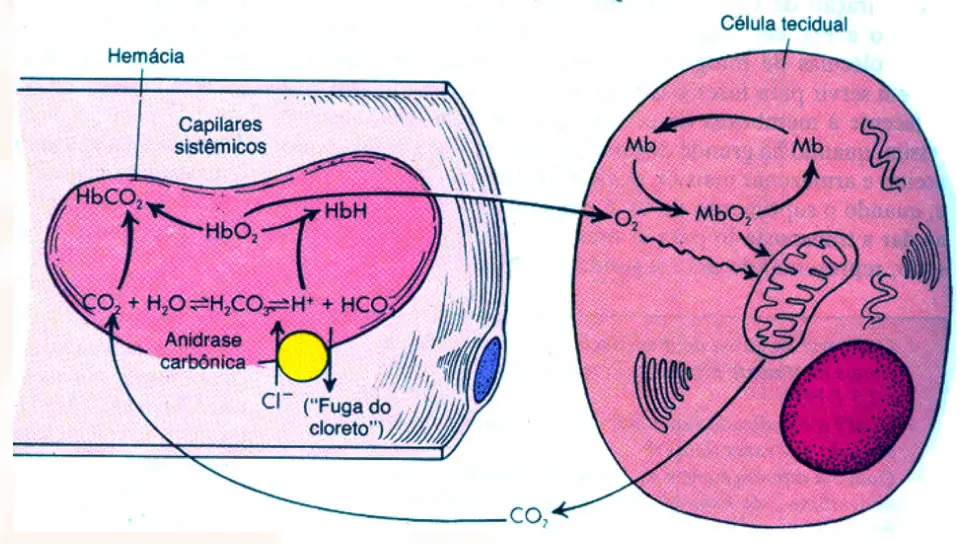 Célula tecidual
Hemácia
Capilares
sistêmicos
Mb
Mb
HbCO₂
HbH
HbO₂
O₂
MbO₂
CO₂ + H₂O ⇌ H₂CO₃ ⇌ H⁺ + HCO₃⁻
Anidrase
carbônica
Cl⁻
("Fuga do
cloreto")
CO₂